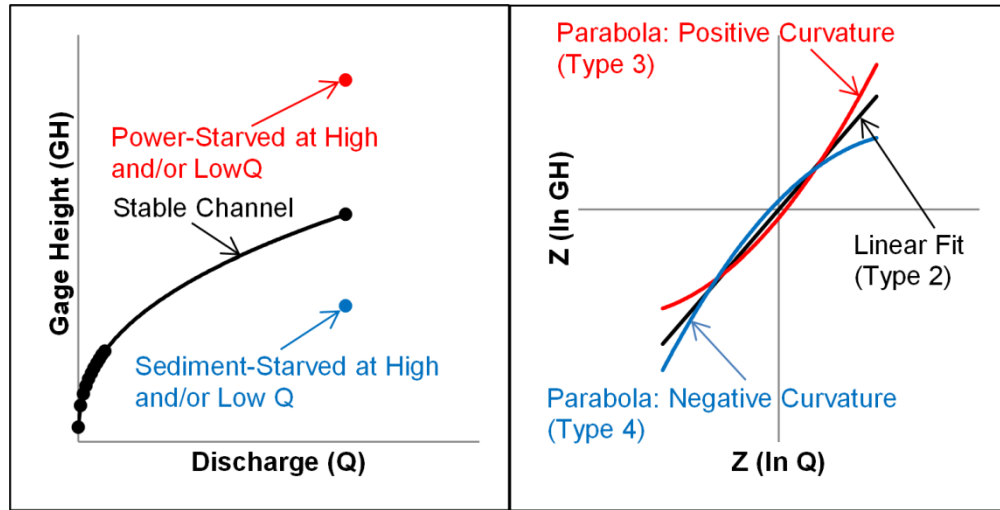 Gage Height (GH)
Power-Starved at High
and/or LowQ
Stable Channel
Sediment-Starved at High
and/or Low Q
Discharge (Q)
Parabola: Positive Curvature
(Type 3)
Z (ln GH)
Linear Fit
(Type 2)
Parabola: Negative Curvature
(Type 4)
Z (ln Q)